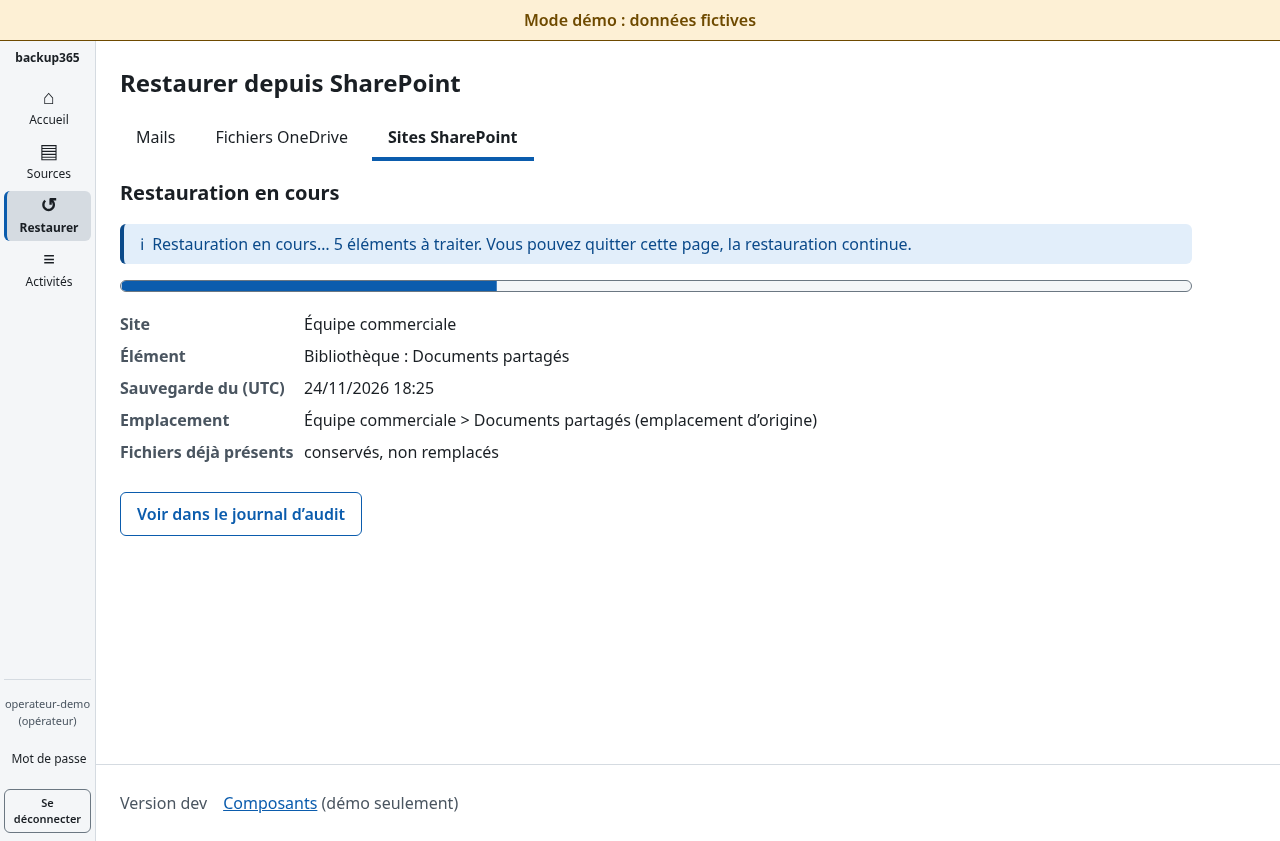 Mode démo : données fictives
backup365
Accueil
Sources
Restaurer
Activités
operateur-demo
(opérateur)
Mot de passe
Se
déconnecter
Restaurer depuis SharePoint
Mails
Fichiers OneDrive
Sites SharePoint
Restauration en cours
i Restauration en cours... 5 éléments à traiter. Vous pouvez quitter cette page, la restauration continue.
Site Équipe commerciale
Élément Bibliothèque : Documents partagés
Sauvegarde du (UTC) 24/11/2026 18:25
Emplacement Équipe commerciale > Documents partagés (emplacement d’origine)
Fichiers déjà présents conservés, non remplacés
Voir dans le journal d’audit
Version dev Composants (démo seulement)